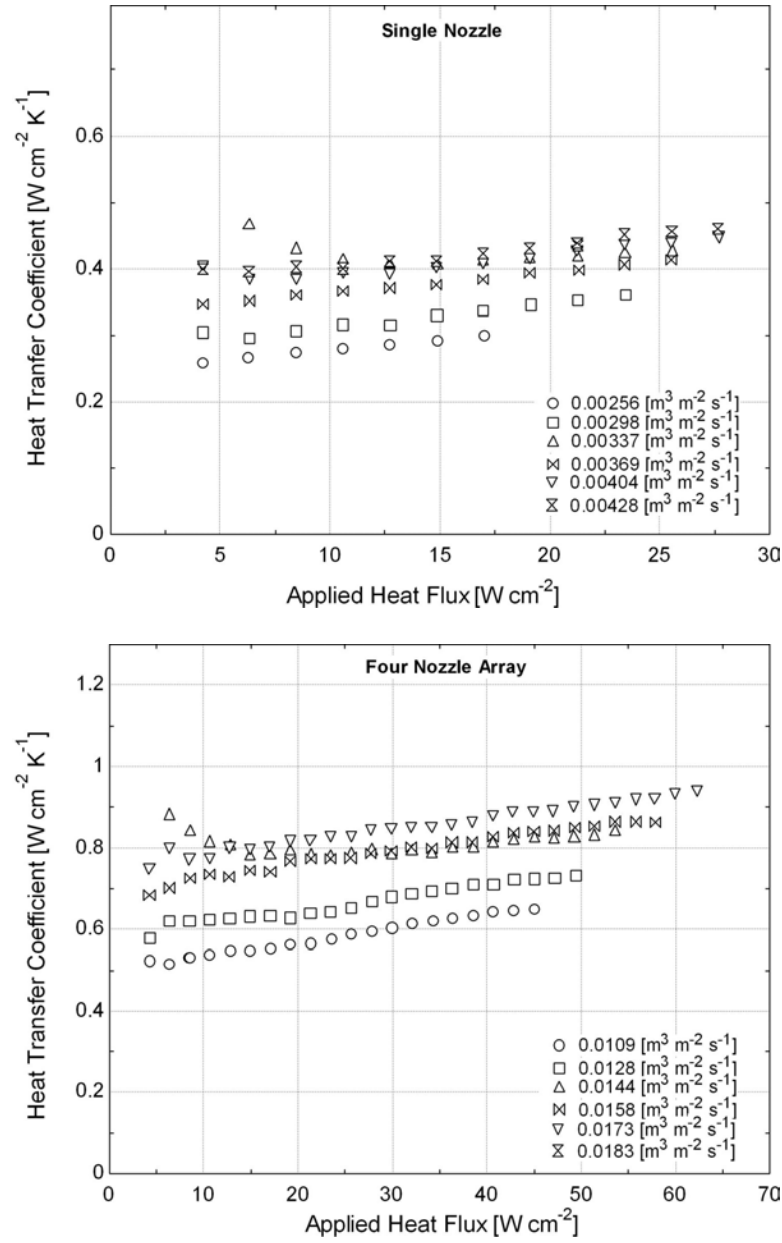 Single Nozzle
Heat Tranfer Coefficient [W cm⁻² K⁻¹]
0.6
0.4
0.2
0
○ 0.00256 [m³ m⁻² s⁻¹]
□ 0.00298 [m³ m⁻² s⁻¹]
△ 0.00337 [m³ m⁻² s⁻¹]
⋈ 0.00369 [m³ m⁻² s⁻¹]
▽ 0.00404 [m³ m⁻² s⁻¹]
⧖ 0.00428 [m³ m⁻² s⁻¹]
0 5 10 15 20 25 30
Applied Heat Flux [W cm⁻²]
Four Nozzle Array
Heat Transfer Coefficient [W cm⁻² K⁻¹]
1.2
1
0.8
0.6
0.4
0.2
0
○ 0.0109 [m³ m⁻² s⁻¹]
□ 0.0128 [m³ m⁻² s⁻¹]
△ 0.0144 [m³ m⁻² s⁻¹]
⋈ 0.0158 [m³ m⁻² s⁻¹]
▽ 0.0173 [m³ m⁻² s⁻¹]
⧖ 0.0183 [m³ m⁻² s⁻¹]
0 10 20 30 40 50 60 70
Applied Heat Flux [W cm⁻²]